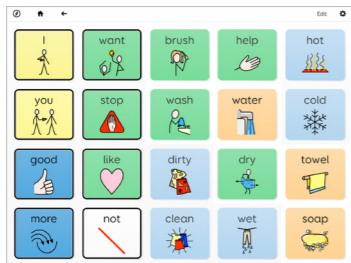 Edit
I want brush help hot
you stop wash water cold
good like dirty dry towel
more not clean wet soap